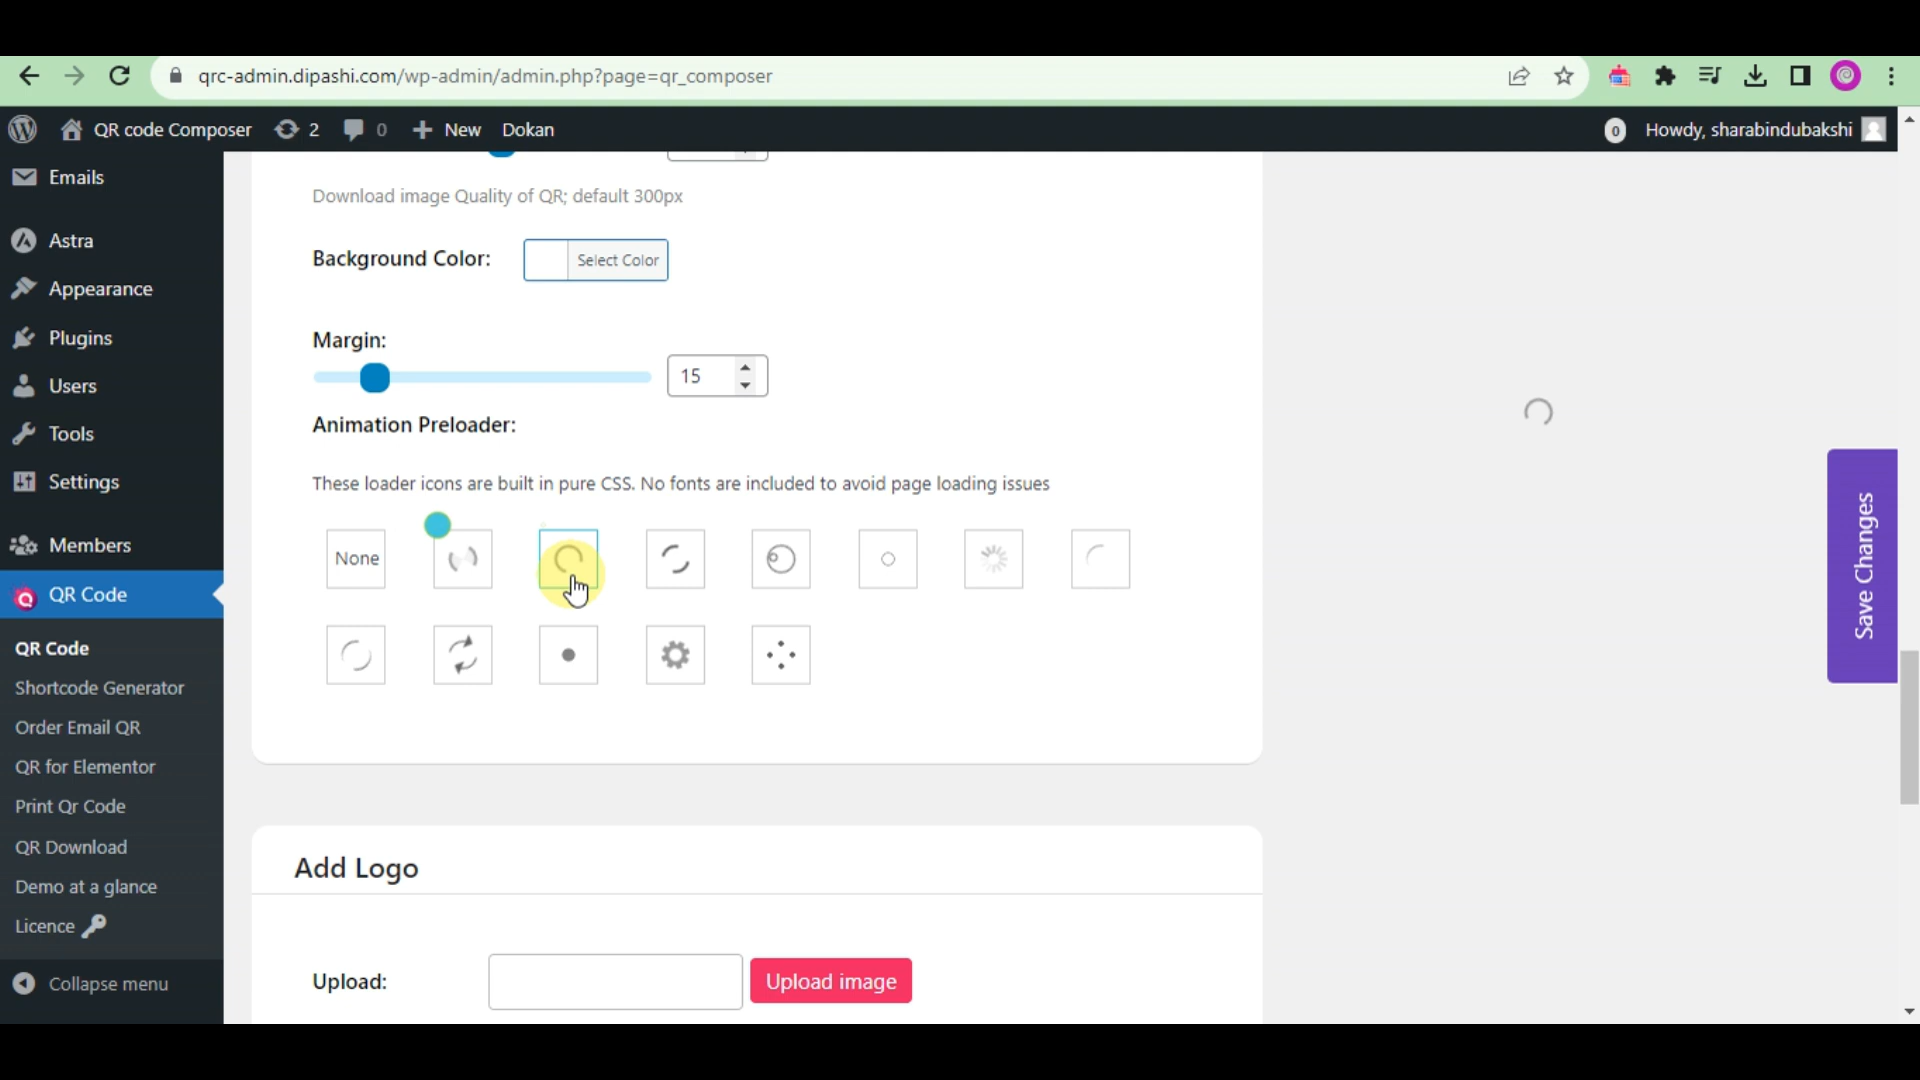 qrc-admin.dipashi.com/wp-admin/admin.php?page=qr_composer
QR code Composer 2 0 New Dokan 0 Howdy, sharabindubakshi
Emails
Astra
Appearance
Plugins
Users
Tools
Settings
Members
QR Code
QR Code
Shortcode Generator
Order Email QR
QR for Elementor
Print Qr Code
QR Download
Demo at a glance
Licence
Collapse menu
Download image Quality of QR; default 300px
Background Color: Select Color
Margin:
15
Animation Preloader:
These loader icons are built in pure CSS. No fonts are included to avoid page loading issues
None
Add Logo
Upload: Upload image
Save Changes